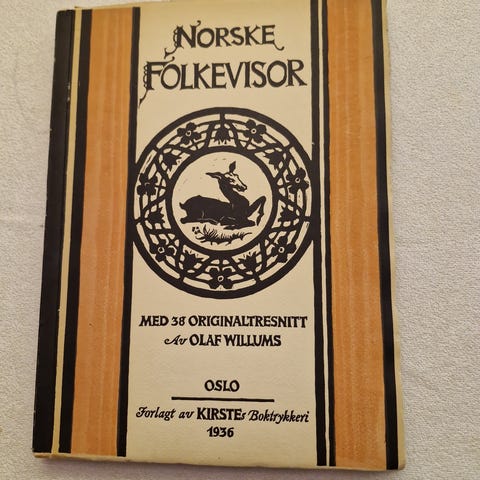 NORSKE
FOLKEVISOR
MED 38 ORIGINALTRESNITT
Av OLAF WILLUMS
OSLO
Forlagt av KIRSTEs Boktrykkeri
1936